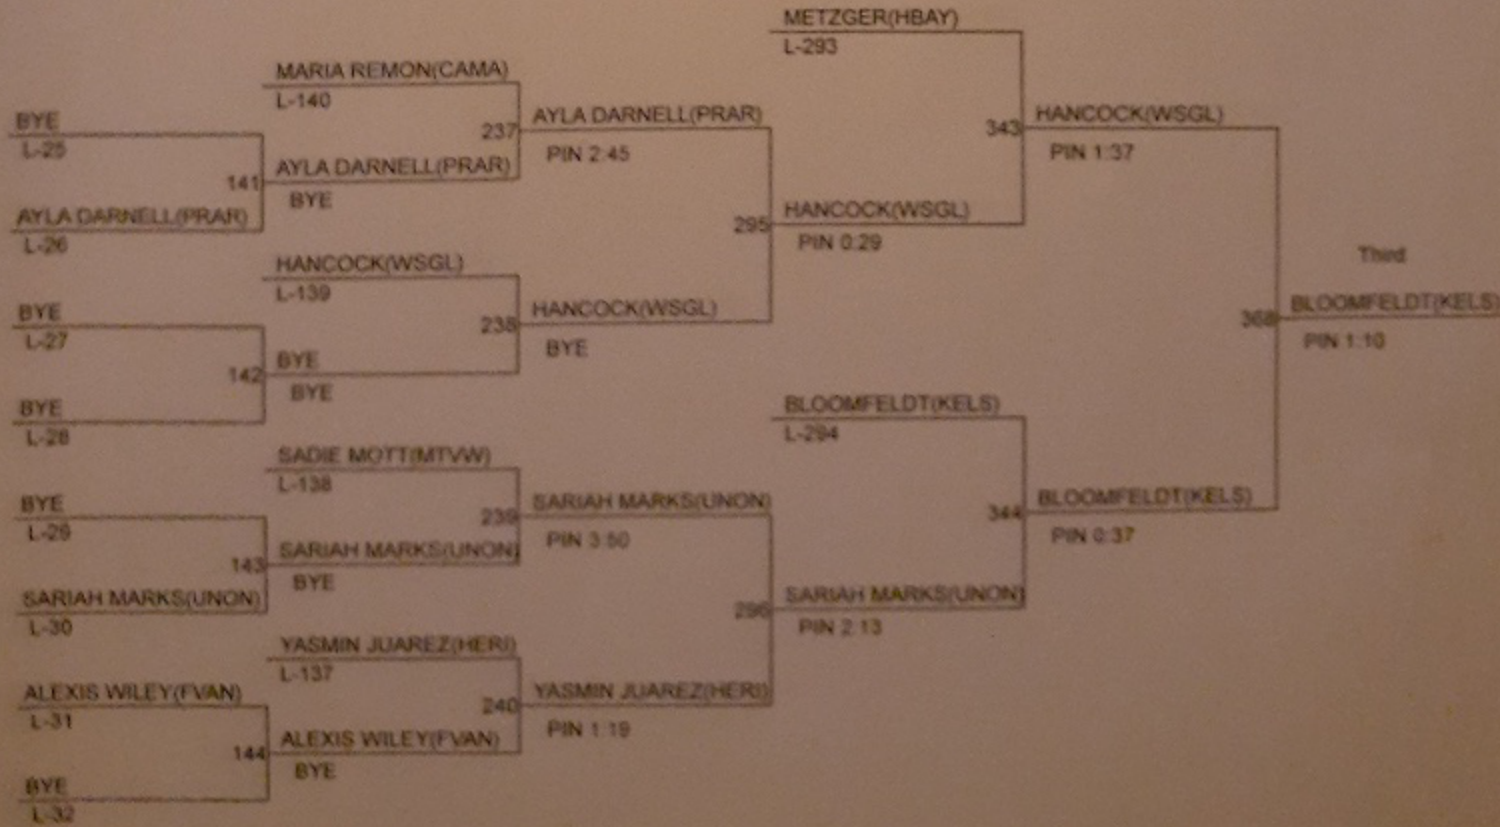 METZGER(HBAY)
L-293
MARIA REMON(CAMA)
L-140
BYE
L-25
237
AYLA DARNELL(PRAR)
PIN 2:45
343
HANCOCK(WSGL)
PIN 1:37
141
AYLA DARNELL(PRAR)
BYE
AYLA DARNELL(PRAR)
L-26
295
HANCOCK(WSGL)
PIN 0:29
HANCOCK(WSGL)
L-139
Third
BYE
L-27
238
HANCOCK(WSGL)
BYE
368
BLOOMFELDT(KELS)
PIN 1:10
142
BYE
BYE
BYE
L-28
BLOOMFELDT(KELS)
L-294
SADIE MOTT(MTVW)
L-138
BYE
L-29
239
SARIAH MARKS(UNON)
PIN 3:50
344
BLOOMFELDT(KELS)
PIN 0:37
143
SARIAH MARKS(UNON)
BYE
SARIAH MARKS(UNON)
L-30
296
SARIAH MARKS(UNON)
PIN 2:13
YASMIN JUAREZ(HERI)
L-137
ALEXIS WILEY(FVAN)
L-31
240
YASMIN JUAREZ(HERI)
PIN 1:19
144
ALEXIS WILEY(FVAN)
BYE
BYE
L-32